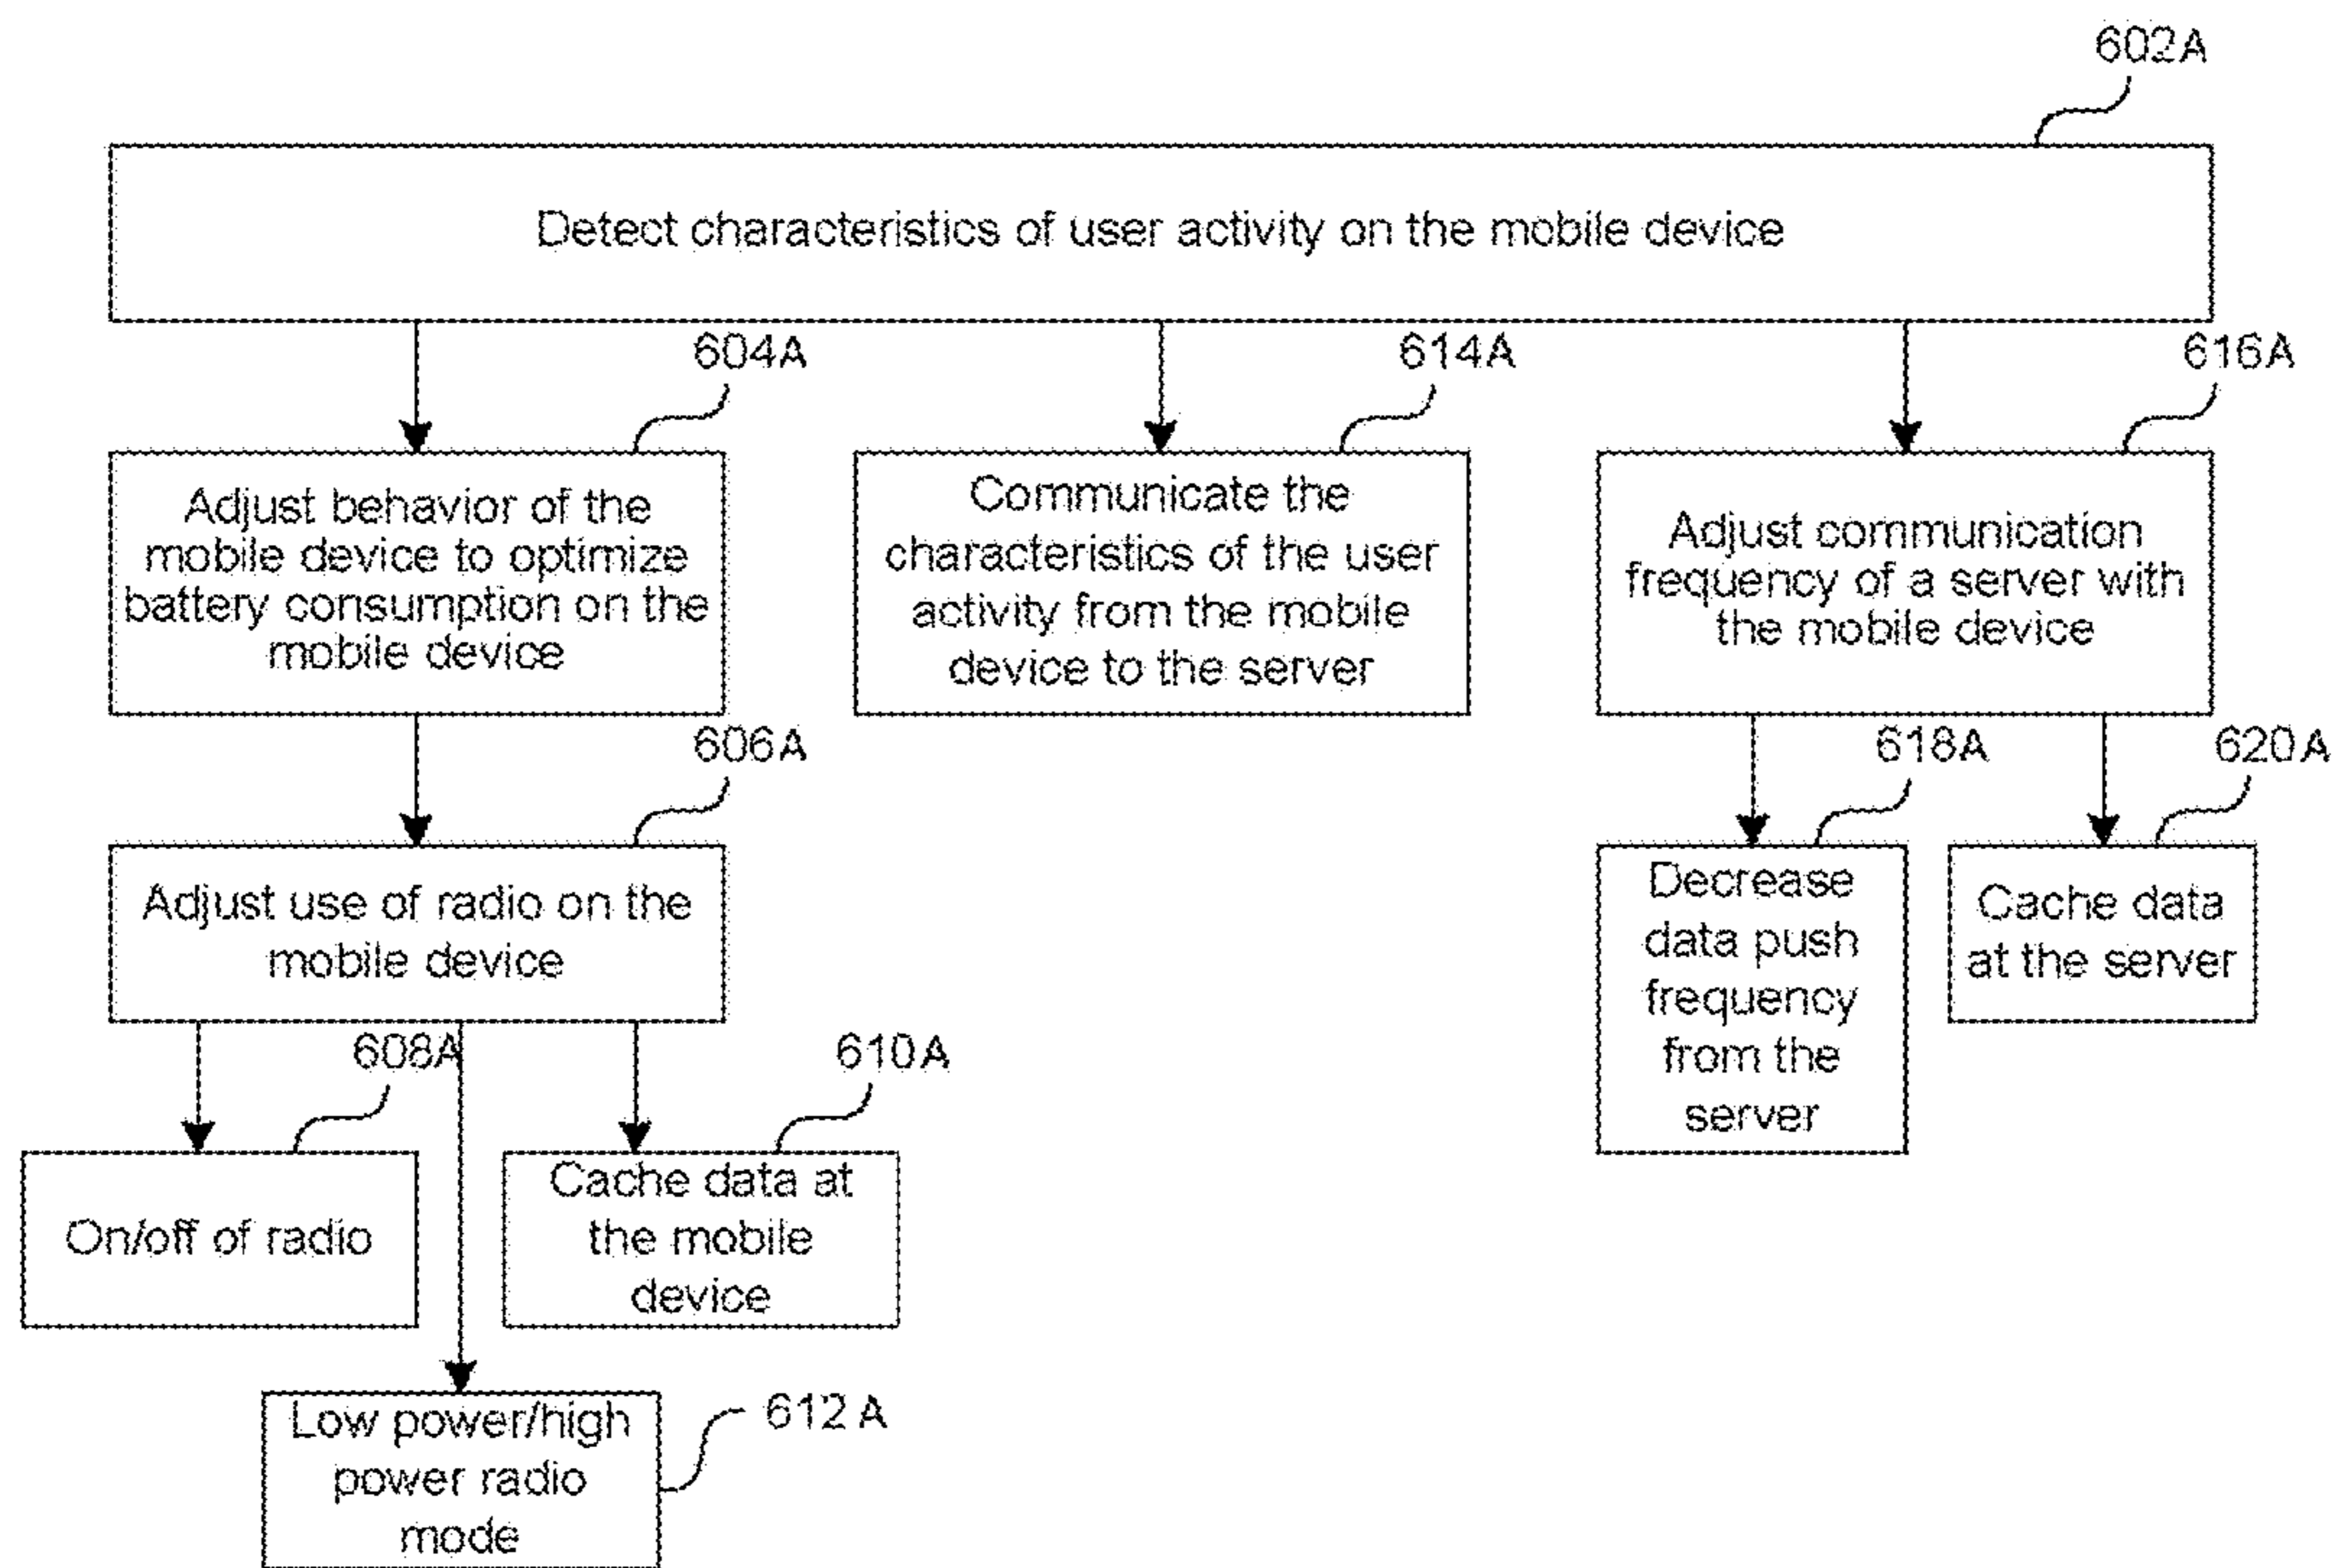 602A
Detect characteristics of user activity on the mobile device
604A
614A
616A
Adjust behavior of the
mobile device to optimize
battery consumption on the
mobile device
Communicate the
characteristics of the user
activity from the mobile
device to the server
Adjust communication
frequency of a server with
the mobile device
606A
618A
620A
Adjust use of radio on the
mobile device
Decrease
data push
frequency
from the
server
Cache data
at the server
608A
610A
On/off of radio
Cache data at
the mobile
device
Low power/high
power radio
mode
612A